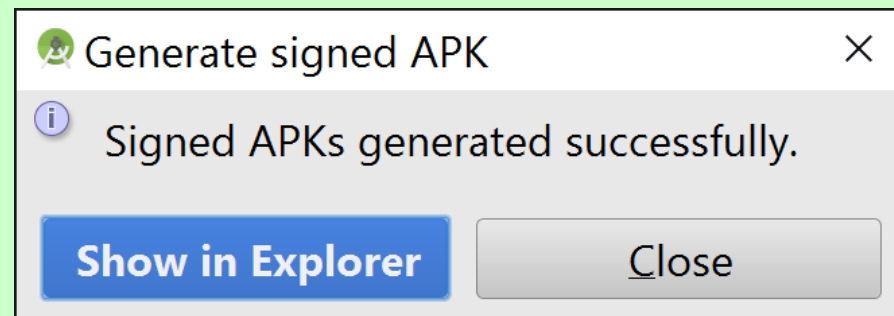 Generate signed APK
Signed APKs generated successfully.
Show in Explorer
Close